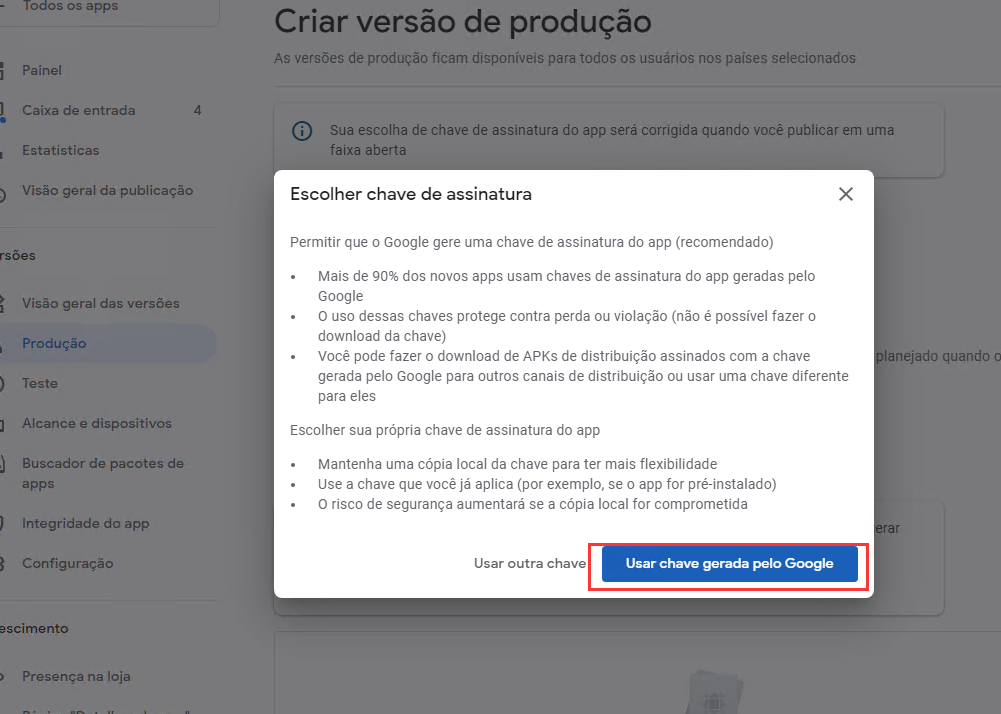 Todos os apps
Painel
Caixa de entrada 4
Estatísticas
Visão geral da publicação
rsões
Visão geral das versões
Produção
Teste
Alcance e dispositivos
Buscador de pacotes de
apps
Integridade do app
Configuração
escimento
Presença na loja
Criar versão de produção
As versões de produção ficam disponíveis para todos os usuários nos países selecionados
Sua escolha de chave de assinatura do app será corrigida quando você publicar em uma
faixa aberta
Escolher chave de assinatura
Permitir que o Google gere uma chave de assinatura do app (recomendado)
• Mais de 90% dos novos apps usam chaves de assinatura do app geradas pelo
Google
• O uso dessas chaves protege contra perda ou violação (não é possível fazer o
download da chave)
• Você pode fazer o download de APKs de distribuição assinados com a chave
gerada pelo Google para outros canais de distribuição ou usar uma chave diferente
para eles
Escolher sua própria chave de assinatura do app
• Mantenha uma cópia local da chave para ter mais flexibilidade
• Use a chave que você já aplica (por exemplo, se o app for pré-instalado)
• O risco de segurança aumentará se a cópia local for comprometida
Usar outra chave
Usar chave gerada pelo Google
planejado quando o
erar